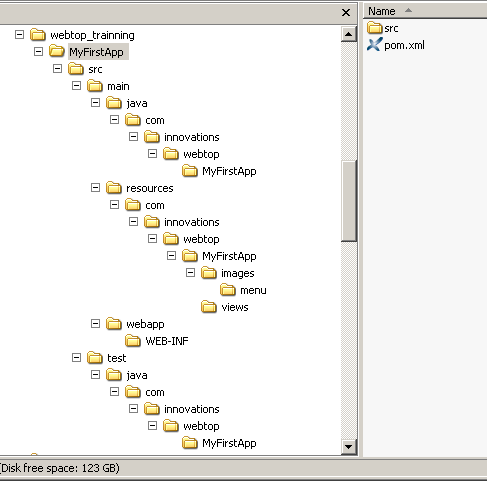 Name
webtop_trainning
MyFirstApp
src
main
java
com
innovations
webtop
MyFirstApp
resources
com
innovations
webtop
MyFirstApp
images
menu
views
webapp
WEB-INF
test
java
com
innovations
webtop
MyFirstApp
src
pom.xml
(Disk free space: 123 GB)